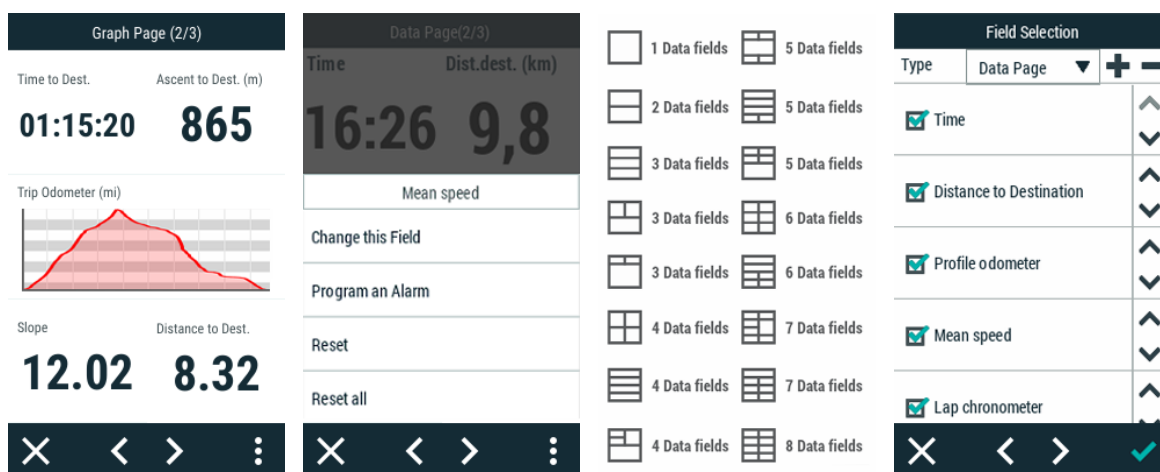 Graph Page (2/3)
Time to Dest. Ascent to Dest. (m)
01:15:20 865
Trip Odometer (mi)
Slope Distance to Dest.
12.02 8.32
Data Page(2/3)
Time Dist.dest. (km)
16:26 9,8
Mean speed
Change this Field
Program an Alarm
Reset
Reset all
1 Data fields 5 Data fields
2 Data fields 5 Data fields
3 Data fields 5 Data fields
3 Data fields 6 Data fields
3 Data fields 6 Data fields
4 Data fields 7 Data fields
4 Data fields 7 Data fields
4 Data fields 8 Data fields
Field Selection
Type Data Page
Time
Distance to Destination
Profile odometer
Mean speed
Lap chronometer